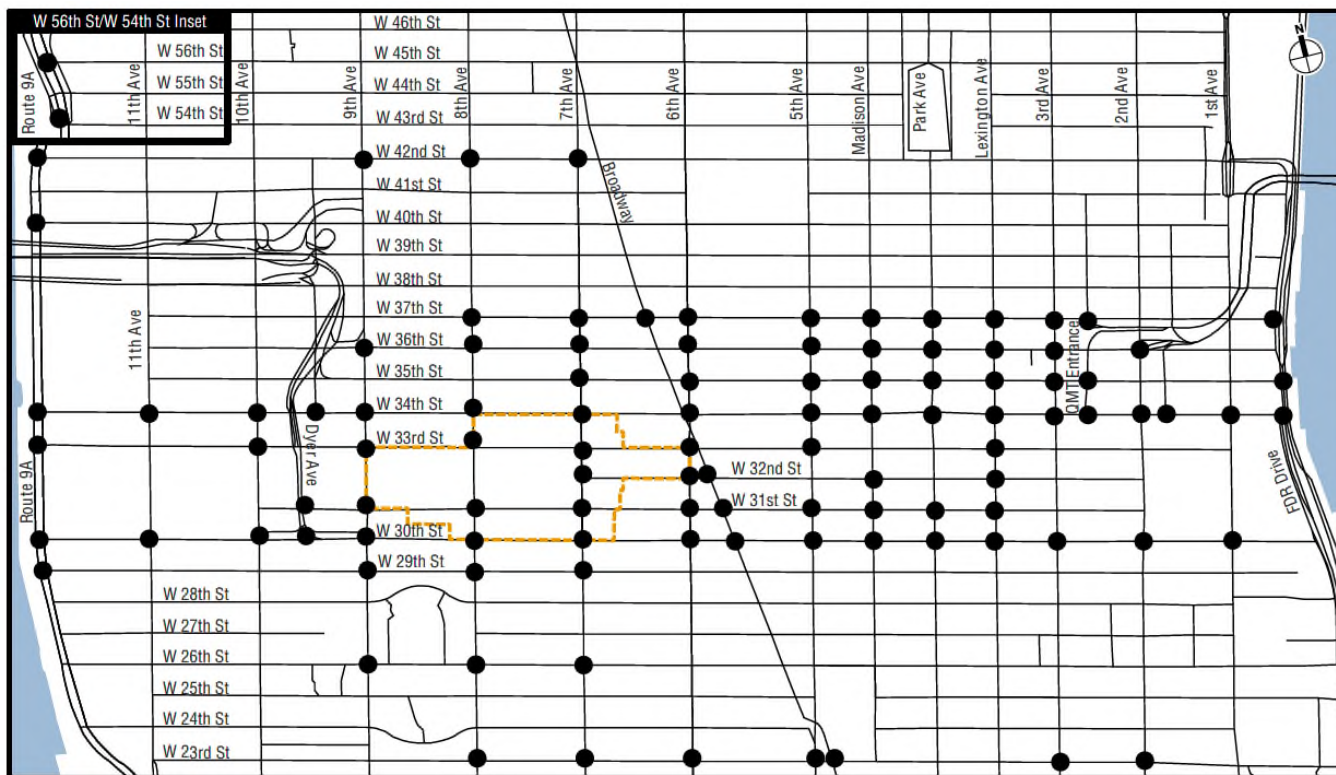 W 56th St/W 54th St Inset
W 56th St
W 55th St
W 54th St
Route 9A
11th Ave
10th Ave
9th Ave
8th Ave
7th Ave
6th Ave
5th Ave
Madison Ave
Park Ave
Lexington Ave
3rd Ave
2nd Ave
1st Ave
N
W 46th St
W 45th St
W 44th St
W 43rd St
W 42nd St
W 41st St
W 40th St
W 39th St
W 38th St
W 37th St
W 36th St
W 35th St
W 34th St
W 33rd St
W 32nd St
W 31st St
W 30th St
W 29th St
W 28th St
W 27th St
W 26th St
W 25th St
W 24th St
W 23rd St
Broadway
11th Ave
Dyer Ave
Route 9A
QMT Entrance
FDR Drive